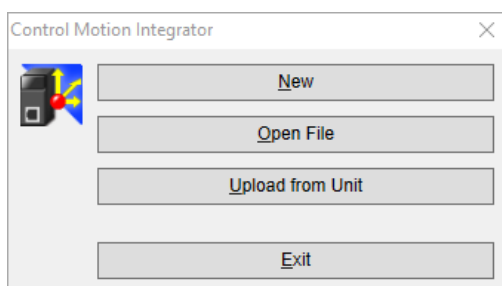 Control Motion Integrator
New
Open File
Upload from Unit
Exit